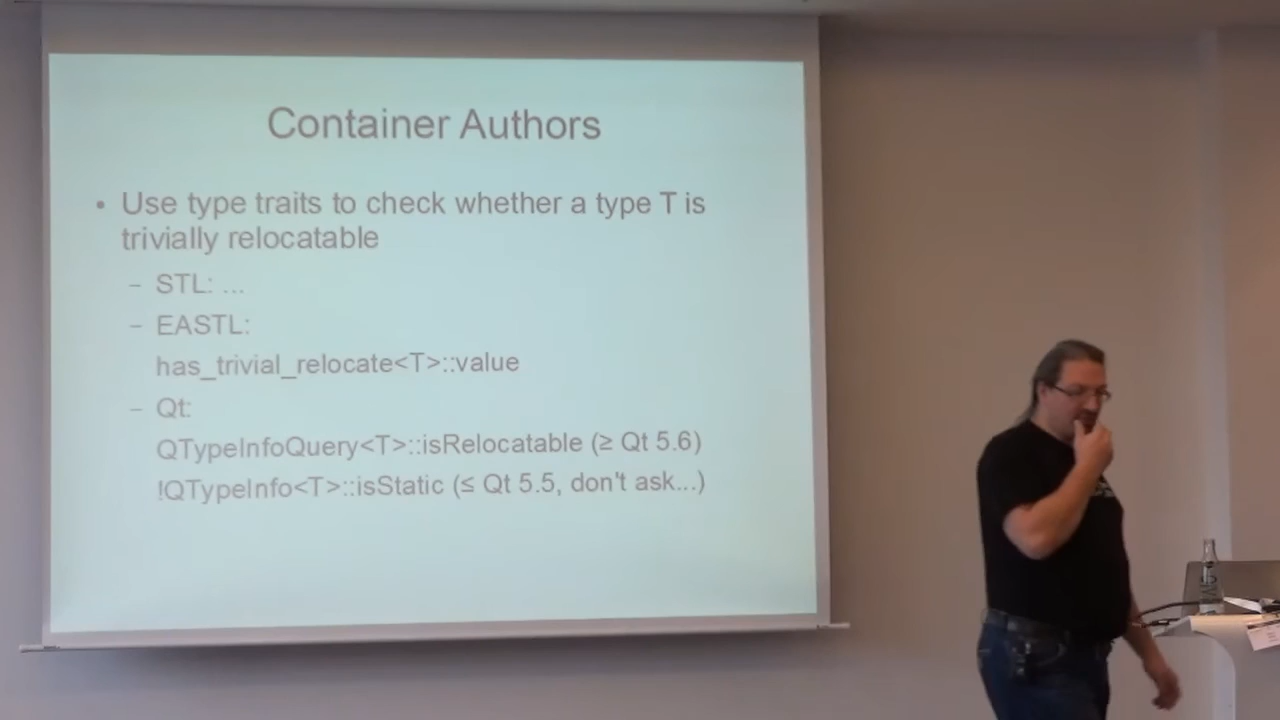 Container Authors
• Use type traits to check whether a type T is
trivially relocatable
– STL: ...
– EASTL:
has_trivial_relocate<T>::value
– Qt:
QTypeInfoQuery<T>::isRelocatable (≥ Qt 5.6)
!QTypeInfo<T>::isStatic (≤ Qt 5.5, don't ask...)